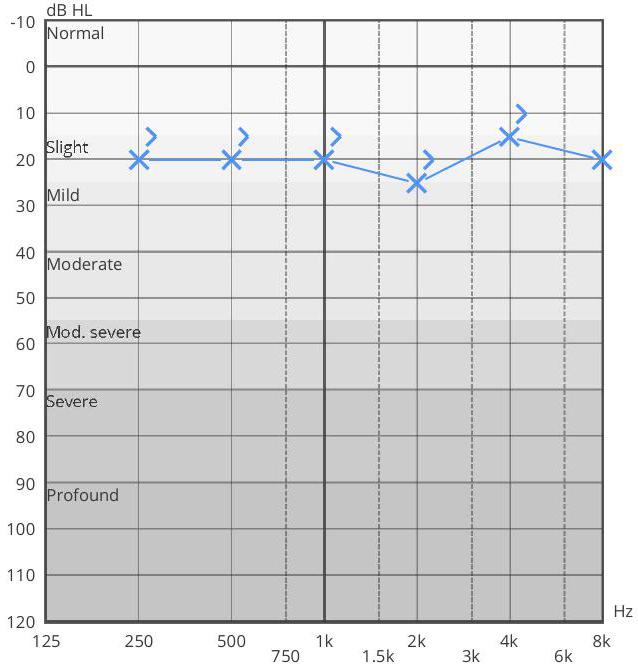 dB HL
-10
Normal
0
10
Slight
20
Mild
30
40
Moderate
50
Mod. severe
60
70
Severe
80
90
Profound
100
110
120
Hz
125 250 500 1k 2k 4k 8k
750 1.5k 3k 6k